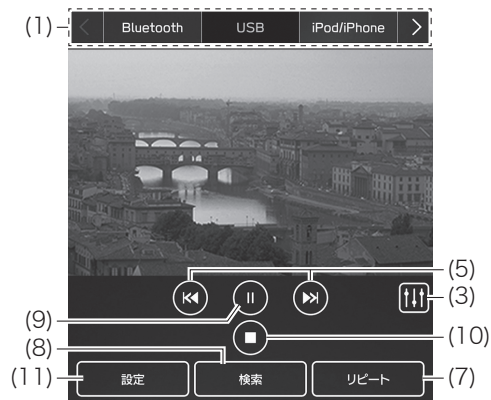 (1) Bluetooth USB iPod/iPhone
(5)
(3)
(9)
(10)
(8)
(11) 設定 検索 リピート (7)